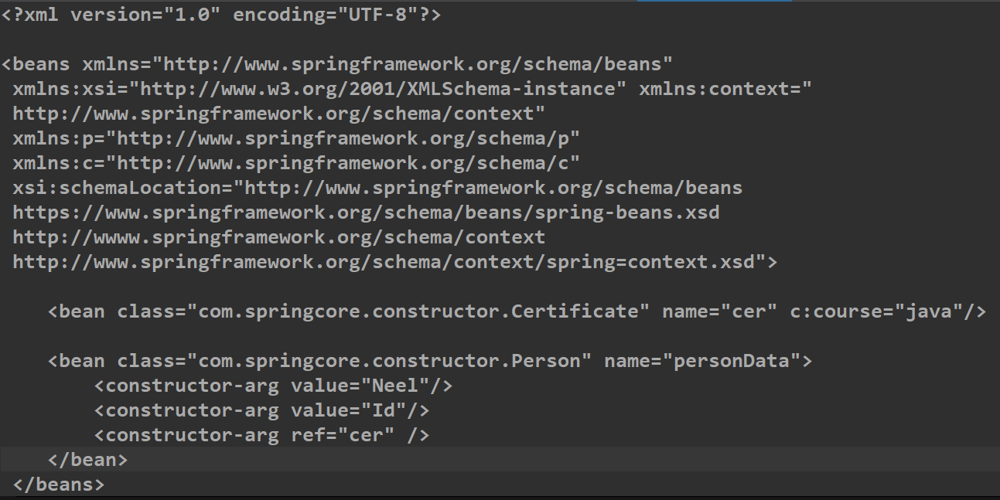 <?xml version="1.0" encoding="UTF-8"?>
<beans xmlns="http://www.springframework.org/schema/beans"
xmlns:xsi="http://www.w3.org/2001/XMLSchema-instance" xmlns:context="
http://www.springframework.org/schema/context"
xmlns:p="http://www.springframework.org/schema/p"
xmlns:c="http://www.springframework.org/schema/c"
xsi:schemaLocation="http://www.springframework.org/schema/beans
https://www.springframework.org/schema/beans/spring-beans.xsd
http://wwww.springframework.org/schema/context
http://www.springframework.org/schema/context/spring=context.xsd">
<bean class="com.springcore.constructor.Certificate" name="cer" c:course="java"/>
<bean class="com.springcore.constructor.Person" name="personData">
<constructor-arg value="Neel"/>
<constructor-arg value="Id"/>
<constructor-arg ref="cer" />
</bean>
</beans>